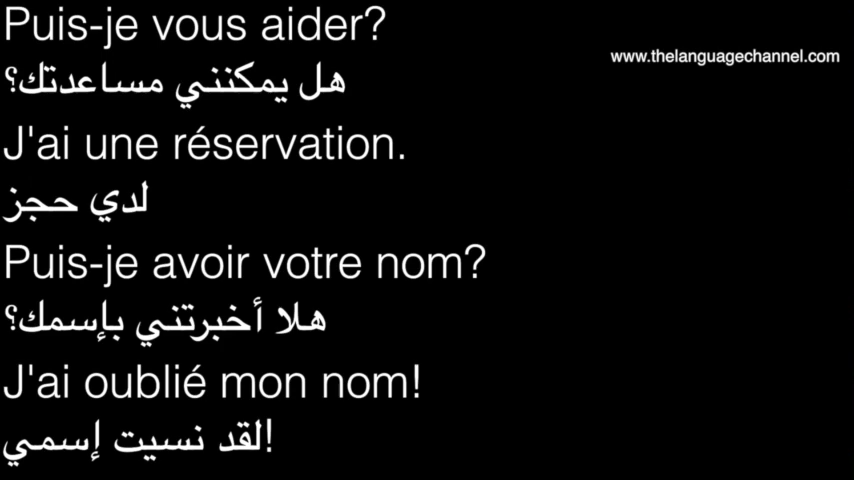 Puis-je vous aider?
www.thelanguagechannel.com
هل يمكنني مساعدتك؟
J'ai une réservation.
لدي حجز
Puis-je avoir votre nom?
هلا أخبرتني بإسمك؟
J'ai oublié mon nom!
لقد نسيت إسمي!